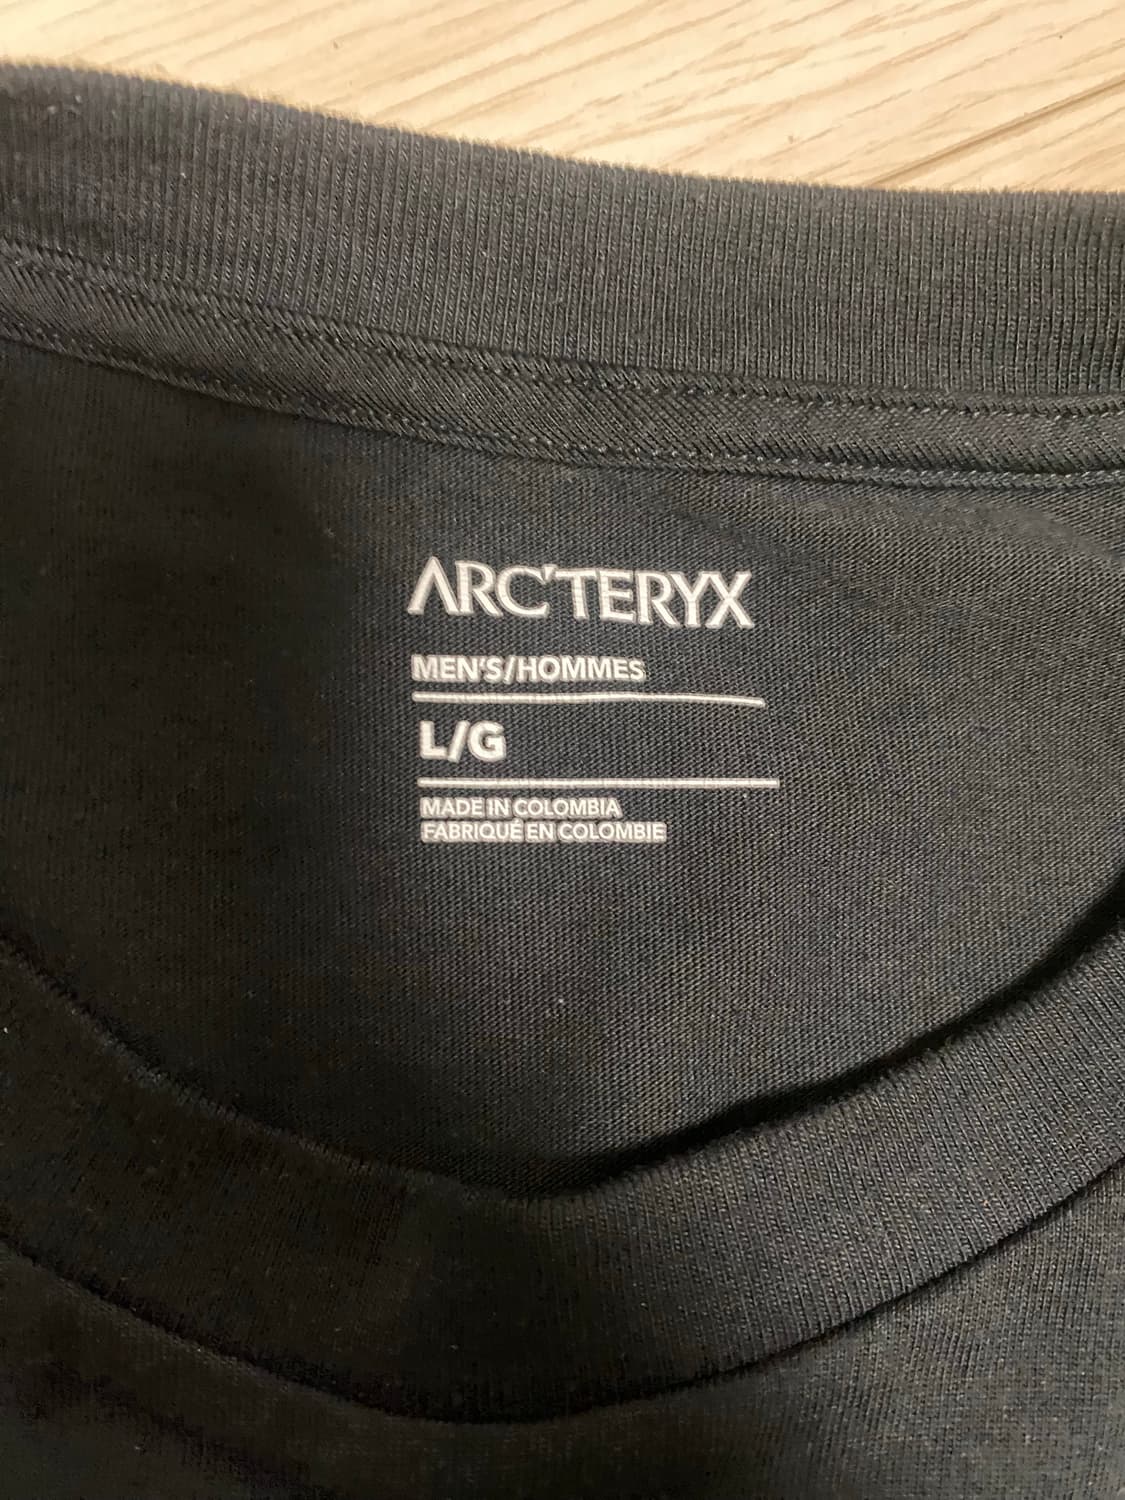 ARC'TERYX
MEN'S/HOMMES
L/G
MADE IN COLOMBIA
FABRIQUÉ EN COLOMBIE